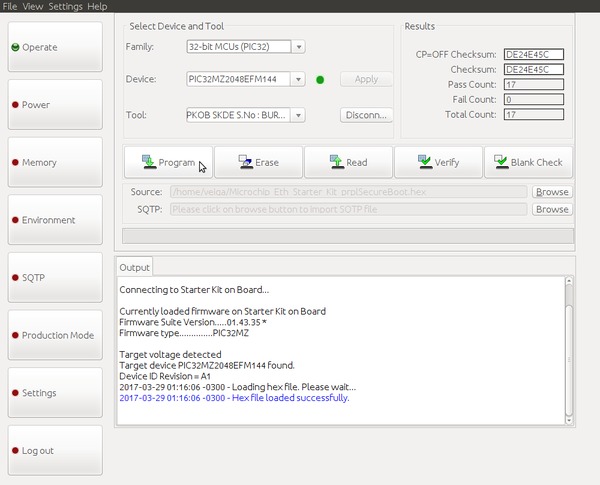 File View Settings Help
Operate
Power
Memory
Environment
SQTP
Production Mode
Settings
Log out
Select Device and Tool
Family: 32-bit MCUs (PIC32)
Device: PIC32MZ2048EFM144 Apply
Tool: PKOB SKDE S.No : BUR... Disconn...
Results
CP=OFF Checksum: DE24E45C
Checksum: DE24E45C
Pass Count: 17
Fail Count: 0
Total Count: 17
Program Erase Read Verify Blank Check
Source: /home/velga/Microchip_Eth_Starter_Kit_proj5ecureBoot.hex Browse
SQTP: Please click on browse button to import SQTP file Browse
Output
Connecting to Starter Kit on Board...
Currently loaded firmware on Starter Kit on Board
Firmware Suite Version.....01.43.35 *
Firmware type..............PIC32MZ
Target voltage detected
Target device PIC32MZ2048EFM144 found.
Device ID Revision = A1
2017-03-29 01:16:06 -0300 - Loading hex file. Please wait...
2017-03-29 01:16:06 -0300 - Hex file loaded successfully.